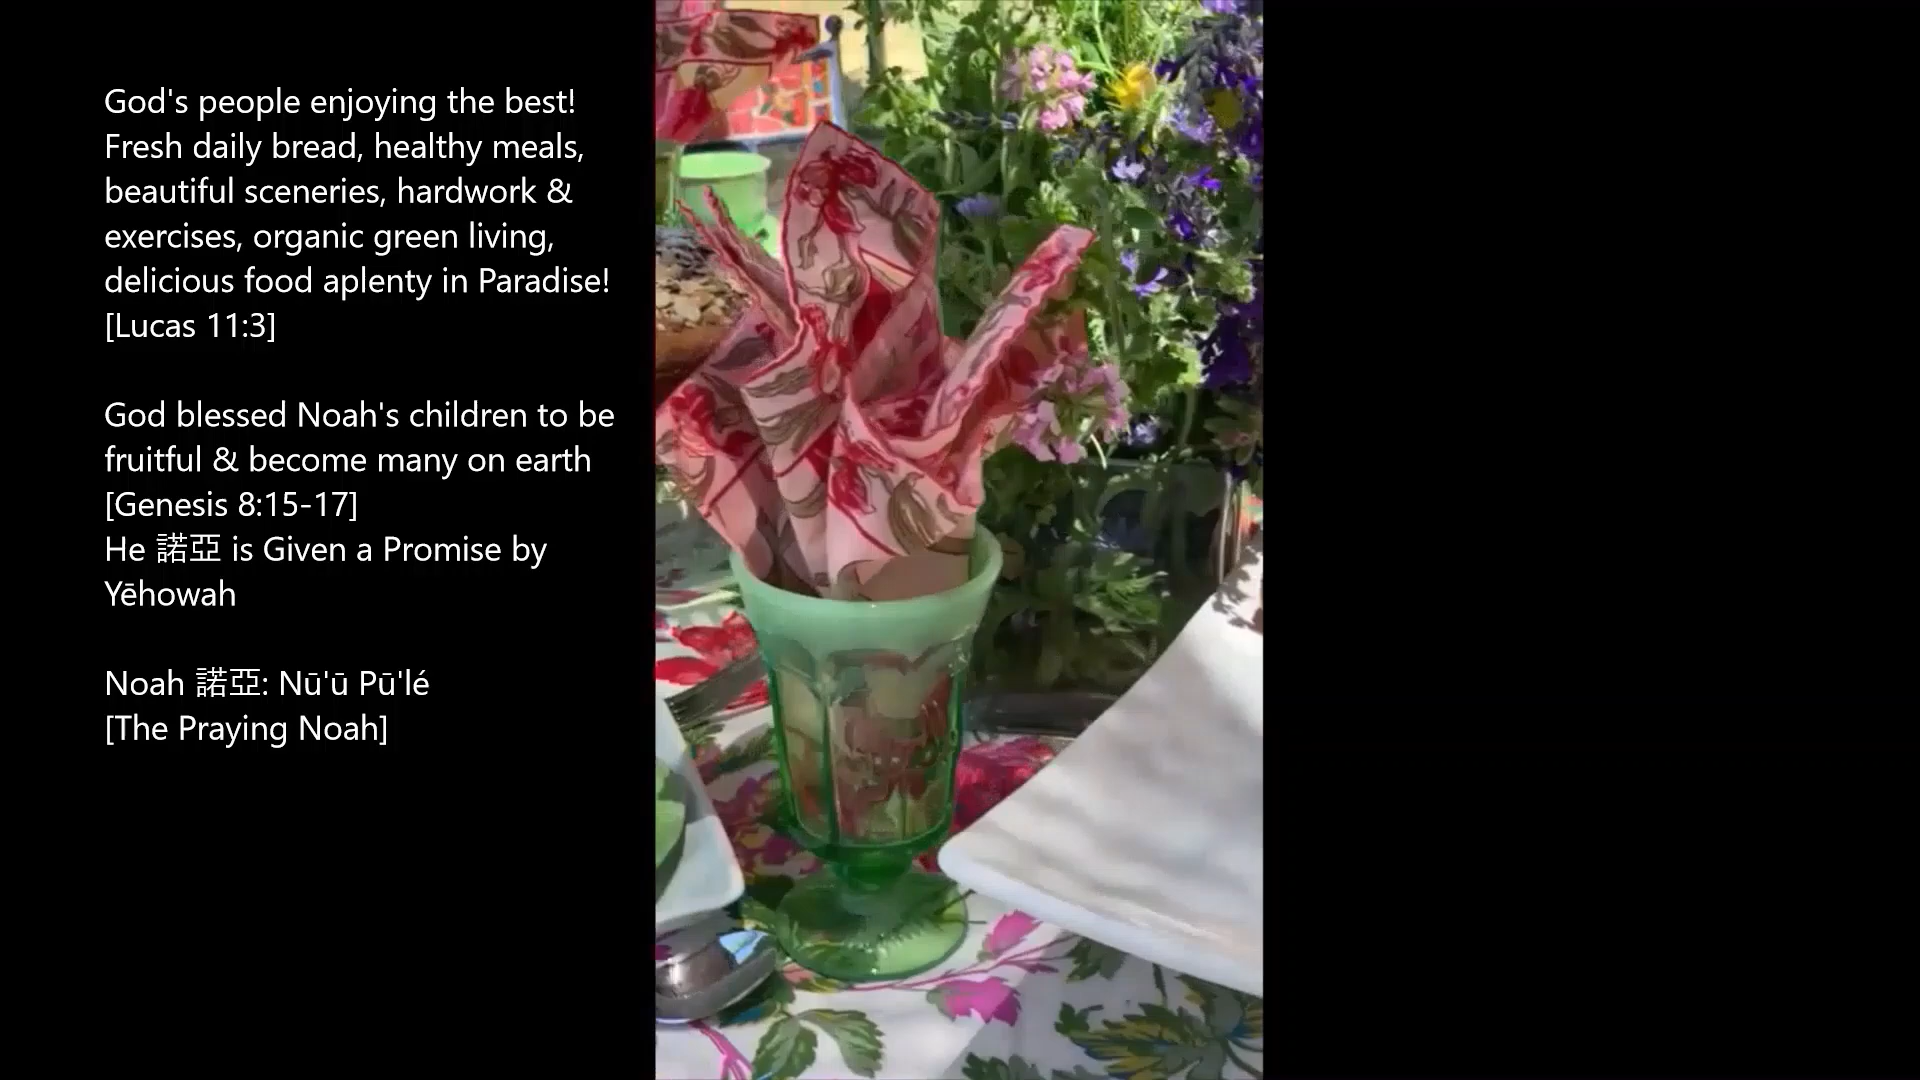 God's people enjoying the best!
Fresh daily bread, healthy meals,
beautiful sceneries, hardwork &
exercises, organic green living,
delicious food aplenty in Paradise!
[Lucas 11:3]
God blessed Noah's children to be
fruitful & become many on earth
[Genesis 8:15-17]
He 諾亞 is Given a Promise by
Yēhowah
Noah 諾亞: Nū'ū Pū'lé
[The Praying Noah]